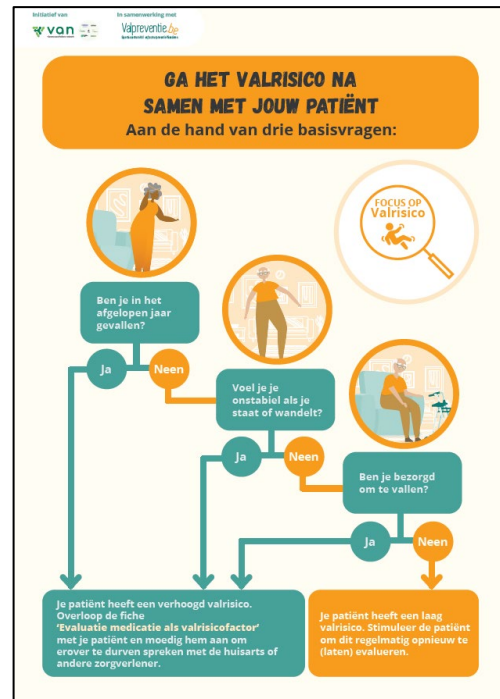 Initiatief van
In samenwerking met
van
Valpreventie.be
GA HET VALRISICO NA
SAMEN MET JOUW PATIËNT
Aan de hand van drie basisvragen:
FOCUS OP
Valrisico
Ben je in het
afgelopen jaar
gevallen?
Ja
Neen
Voel je je
onstabiel als je
staat of wandelt?
Ja
Neen
Ben je bezorgd
om te vallen?
Ja
Neen
Je patiënt heeft een verhoogd valrisico.
Overloop de fiche
'Evaluatie medicatie als valrisicofactor'
met je patiënt en moedig hem aan om
erover te durven spreken met de huisarts of
andere zorgverlener.
Je patiënt heeft een laag
valrisico. Stimuleer de patiënt
om dit regelmatig opnieuw te
(laten) evalueren.